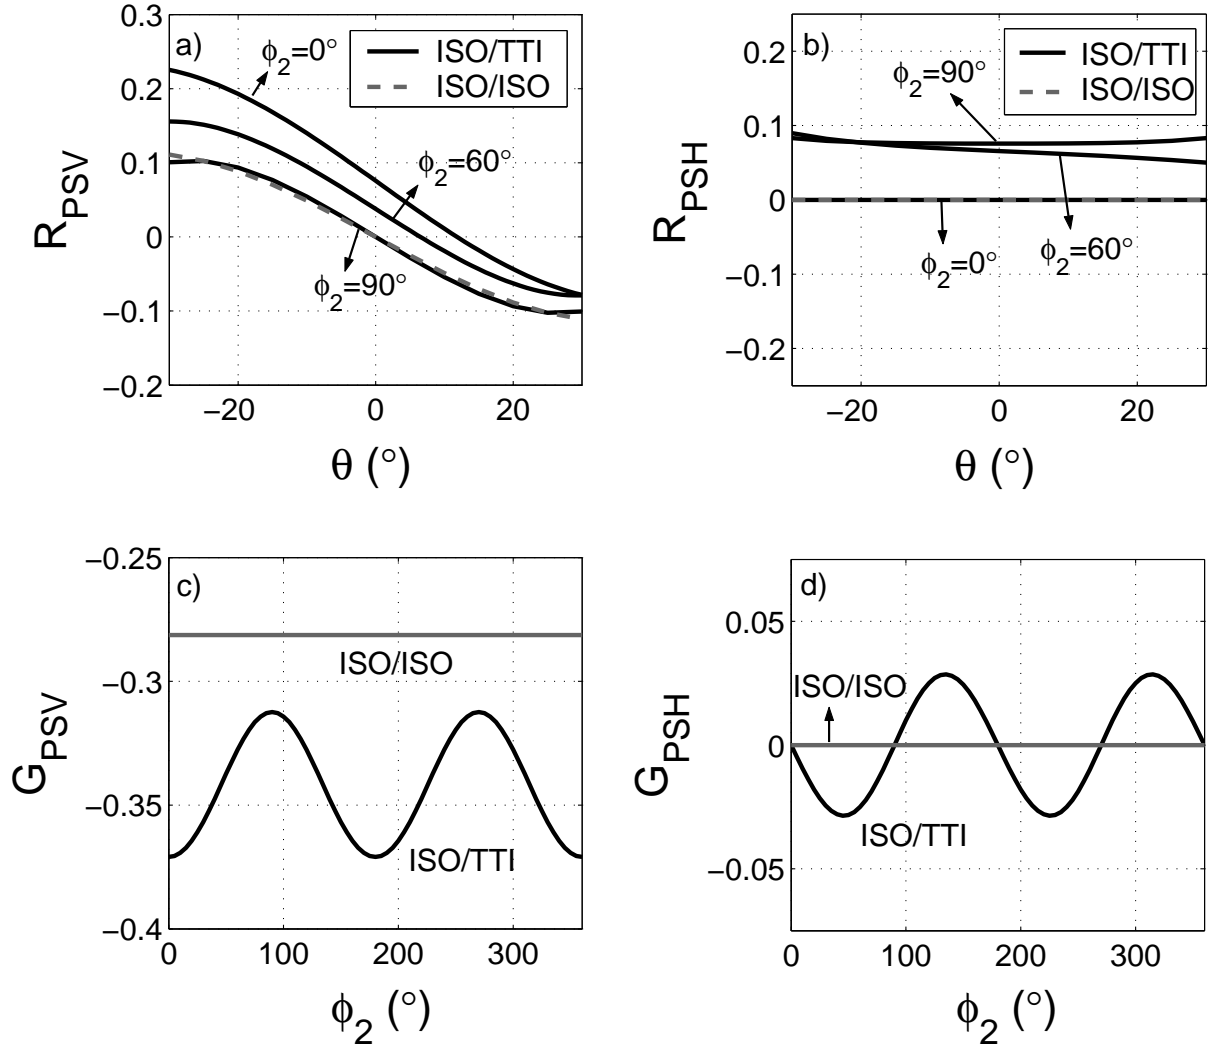 a)
ϕ2=0°
ISO/TTI
ISO/ISO
ϕ2=60°
ϕ2=90°
0.3
0.2
0.1
0
−0.1
−0.2
−20
0
20
RPSV
θ (°)
b)
ϕ2=90°
ISO/TTI
ISO/ISO
ϕ2=0°
ϕ2=60°
0.2
0.1
0
−0.1
−0.2
−20
0
20
RPSH
θ (°)
c)
ISO/ISO
ISO/TTI
−0.25
−0.3
−0.35
−0.4
0
100
200
300
GPSV
ϕ2 (°)
d)
ISO/ISO
ISO/TTI
0.05
0
−0.05
0
100
200
300
GPSH
ϕ2 (°)